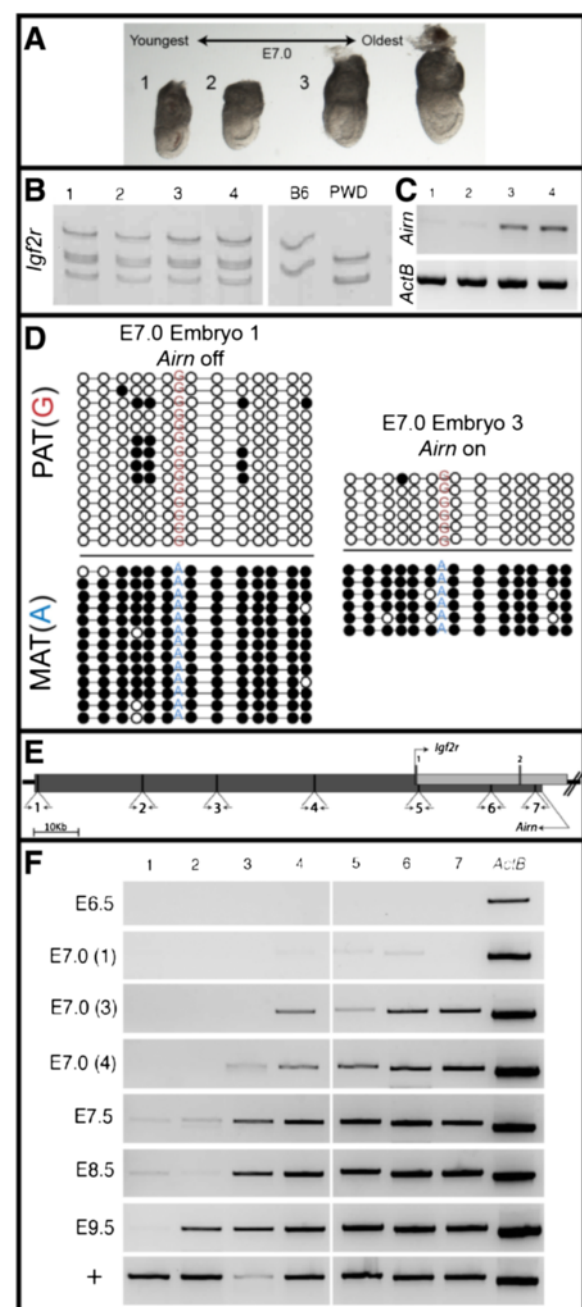 A
Youngest
Oldest
E7.0
1 2 3
B
1 2 3 4 B6 PWD
Igf2r
C
1 2 3 4
Airn
ActB
D
E7.0 Embryo 1
Airn off
PAT(G)
G
MAT(A)
A
E7.0 Embryo 3
Airn on
G
A
E
Igf2r
1 2
1 2 3 4 5 6 7
10Kb
Airn
F
1 2 3 4 5 6 7 ActB
E6.5
E7.0 (1)
E7.0 (3)
E7.0 (4)
E7.5
E8.5
E9.5
+